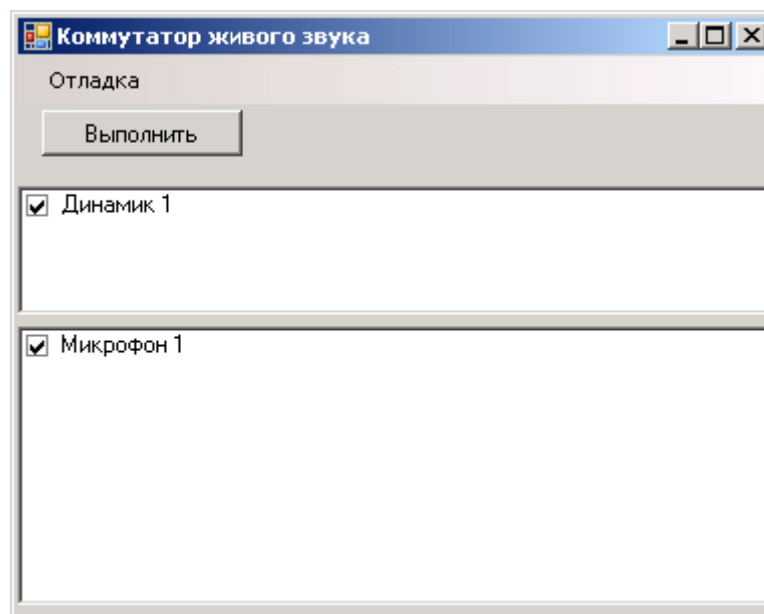 Коммутатор живого звука
Отладка
Выполнить
Динамик 1
Микрофон 1